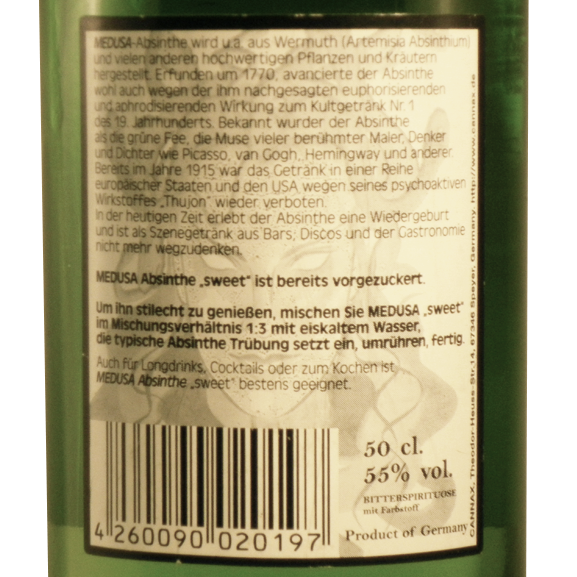 MEDUSA-Absinthe wird u.a. aus Wermuth (Artemisia Absinthium)
und vielen anderen hochwertigen Pflanzen und Kräutern
hergestellt. Erfunden um 1770, avancierte der Absinthe
wohl auch wegen der ihm nachgesagten euphorisierenden
und aphrodisierenden Wirkung zum Kultgetränk Nr 1
des 19. Jahrhunderts. Bekannt wurder der Absinthe
als die grüne Fee, die Muse vieler berühmter Maler, Denker
und Dichter wie Picasso, van Gogh, Hemingway und anderer.
Bereits im Jahre 1915 war das Getränk in einer Reihe
europäischer Staaten und den USA wegen seines psychoaktiven
Wirkstoffes „Thujon" wieder verboten.
In der heutigen Zeit erlebt der Absinthe eine Wiedergeburt
und ist als Szenegetränk aus Bars, Discos und der Gastronomie
nicht mehr wegzudenken.
MEDUSA Absinthe „sweet" ist bereits vorgezuckert.
Um ihn stilecht zu genießen, mischen Sie MEDUSA „sweet"
im Mischungsverhältnis 1:3 mit eiskaltem Wasser,
die typische Absinthe Trübung setzt ein, umrühren, fertig.
Auch für Longdrinks, Cocktails oder zum Kochen ist
MEDUSA Absinthe „sweet" bestens geeignet.
50 cl.
55% vol.
BITTERSPIRITUOSE
mit Farbstoff
Product of Germany
4 260090 020197
CANNAX, Theodor-Heuss-Str.14, 67346 Speyer, Germany, http://www.cannax.de